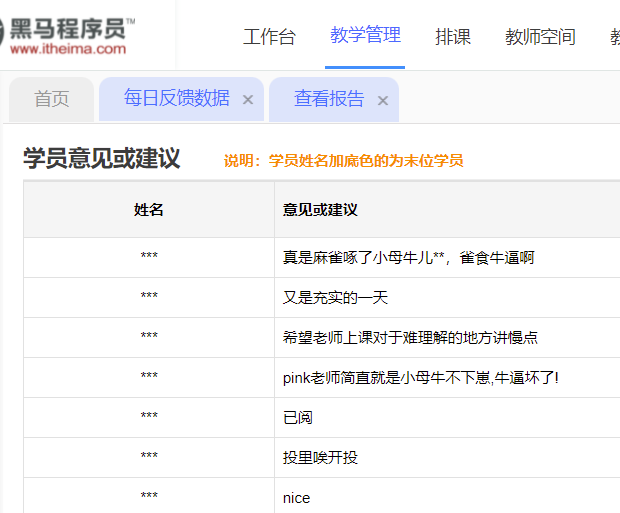 黑马程序员™
www.itheima.com
工作台 教学管理 排课 教师空间
首页 每日反馈数据 × 查看报告 ×
学员意见或建议 说明：学员姓名加底色的为末位学员
姓名 意见或建议
*** 真是麻雀啄了小母牛儿**，雀食牛逼啊
*** 又是充实的一天
*** 希望老师上课对于难理解的地方讲慢点
*** pink老师简直就是小母牛不下崽,牛逼坏了!
*** 已阅
*** 投里唉开投
*** nice